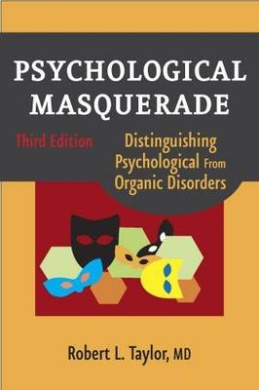 PSYCHOLOGICAL
MASQUERADE
Third Edition
Distinguishing
Psychological From
Organic Disorders
Robert L. Taylor, MD